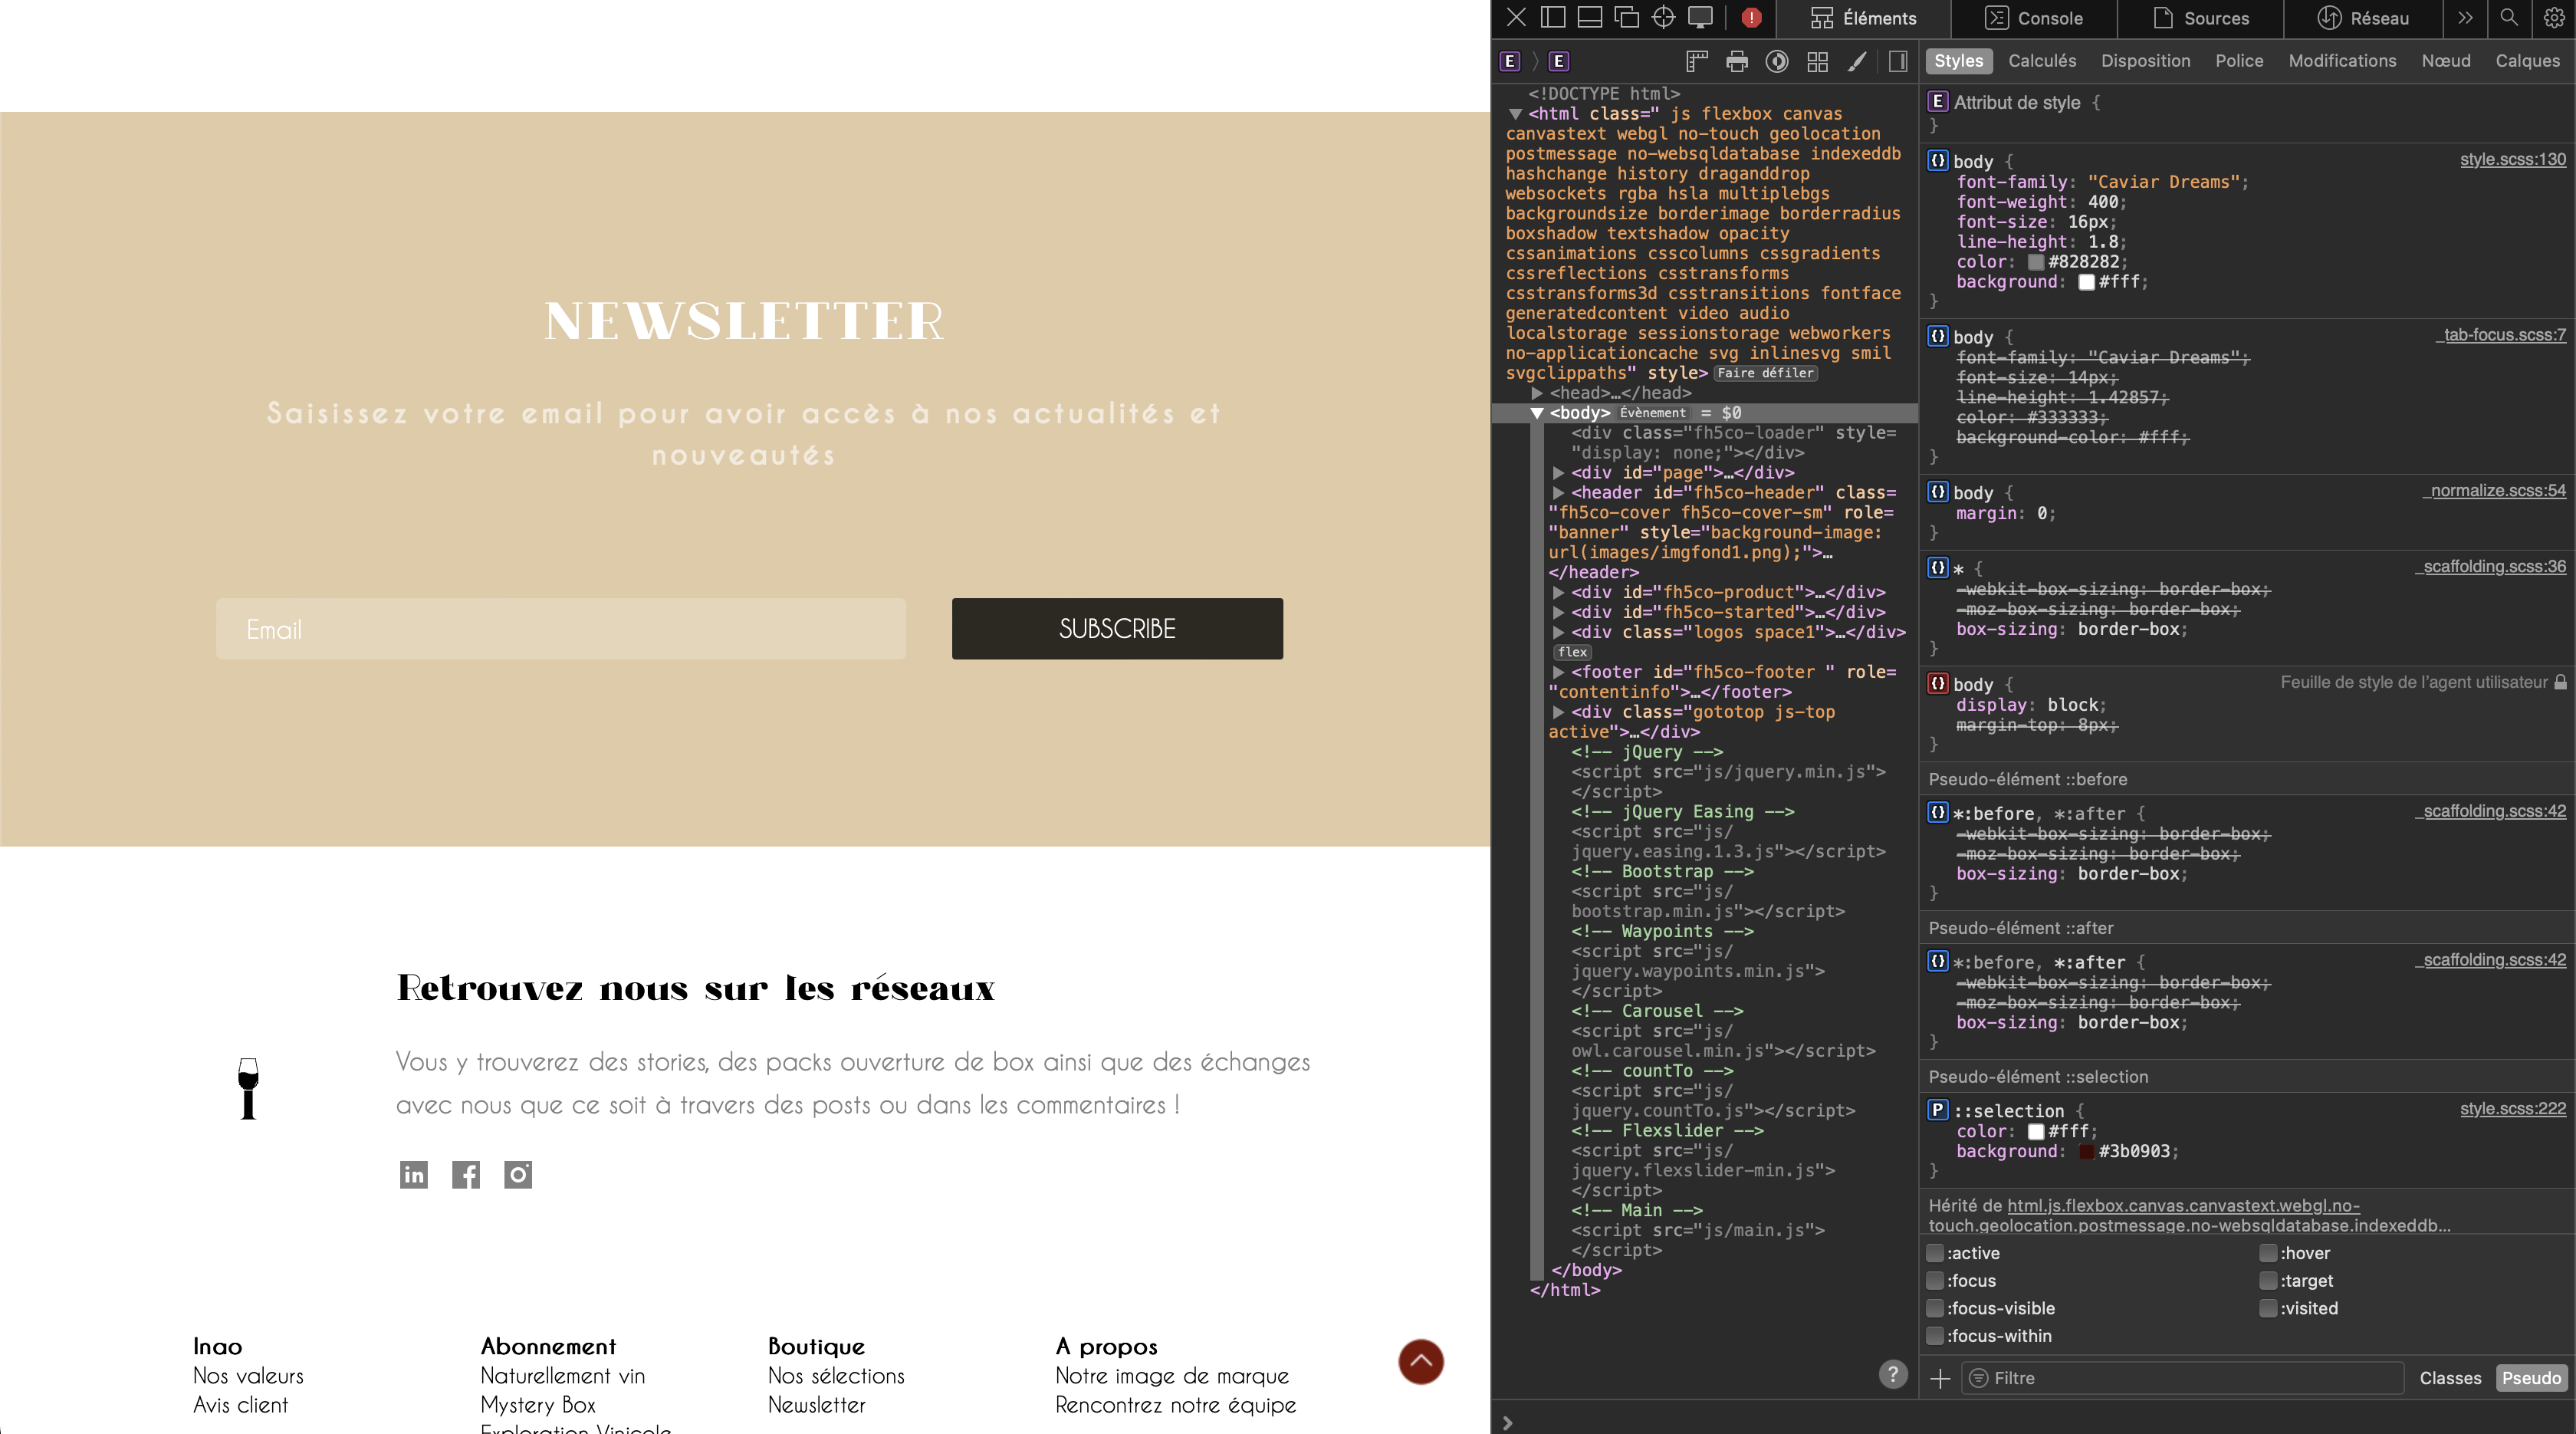 NEWSLETTER
Saisissez votre email pour avoir accès à nos actualités et
nouveautés
Email
SUBSCRIBE
Retrouvez nous sur les réseaux
Vous y trouverez des stories, des packs ouverture de box ainsi que des échanges
avec nous que ce soit à travers des posts ou dans les commentaires !
in
Inao
Nos valeurs
Avis client
Abonnement
Naturellement vin
Mystery Box
Exploration Vinicole
Boutique
Nos sélections
Newsletter
A propos
Notre image de marque
Rencontrez notre équipe
Éléments
Console
Sources
Réseau
E
E
<!DOCTYPE html>
<html class=" js flexbox canvas
canvastext webgl no-touch geolocation
postmessage no-websqldatabase indexeddb
hashchange history draganddrop
websockets rgba hsla multiplebgs
backgroundsize borderimage borderradius
boxshadow textshadow opacity
cssanimations csscolumns cssgradients
cssreflections csstransforms
csstransforms3d csstransitions fontface
generatedcontent video audio
localstorage sessionstorage webworkers
no-applicationcache svg inlinesvg smil
svgclippaths" style> Faire défiler
<head>…</head>
<body> Évènement = $0
<div class="fh5co-loader" style=
"display: none;"></div>
<div id="page">…</div>
<header id="fh5co-header" class=
"fh5co-cover fh5co-cover-sm" role=
"banner" style="background-image:
url(images/imgfond1.png);">…
</header>
<div id="fh5co-product">…</div>
<div id="fh5co-started">…</div>
<div class="logos space1">…</div>
flex
<footer id="fh5co-footer " role=
"contentinfo">…</footer>
<div class="gototop js-top
active">…</div>
<!-- jQuery -->
<script src="js/jquery.min.js">
</script>
<!-- jQuery Easing -->
<script src="js/
jquery.easing.1.3.js"></script>
<!-- Bootstrap -->
<script src="js/
bootstrap.min.js"></script>
<!-- Waypoints -->
<script src="js/
jquery.waypoints.min.js">
</script>
<!-- Carousel -->
<script src="js/
owl.carousel.min.js"></script>
<!-- countTo -->
<script src="js/
jquery.countTo.js"></script>
<!-- Flexslider -->
<script src="js/
jquery.flexslider-min.js">
</script>
<!-- Main -->
<script src="js/main.js">
</script>
</body>
</html>
?
Styles Calculés Disposition Police Modifications Nœud Calques
E Attribut de style {
}
body { style.scss:130
font-family: "Caviar Dreams";
font-weight: 400;
font-size: 16px;
line-height: 1.8;
color: #828282;
background: #fff;
}
body { _tab-focus.scss:7
font-family: "Caviar Dreams";
font-size: 14px;
line-height: 1.42857;
color: #333333;
background-color: #fff;
}
body { _normalize.scss:54
margin: 0;
}
* { _scaffolding.scss:36
-webkit-box-sizing: border-box;
-moz-box-sizing: border-box;
box-sizing: border-box;
}
body { Feuille de style de l’agent utilisateur
display: block;
margin-top: 8px;
}
Pseudo-élément ::before
*:before, *:after { _scaffolding.scss:42
-webkit-box-sizing: border-box;
-moz-box-sizing: border-box;
box-sizing: border-box;
}
Pseudo-élément ::after
*:before, *:after { _scaffolding.scss:42
-webkit-box-sizing: border-box;
-moz-box-sizing: border-box;
box-sizing: border-box;
}
Pseudo-élément ::selection
P ::selection { style.scss:222
color: #fff;
background: #3b0903;
}
Hérité de html.js.flexbox.canvas.canvastext.webgl.no-
touch.geolocation.postmessage.no-websqldatabase.indexeddb...
:active :hover
:focus :target
:focus-visible :visited
:focus-within
Filtre Classes Pseudo